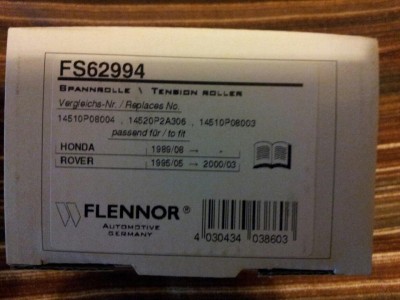 FS62994
SPANNROLLE \ TENSION ROLLER
Vergleichs-Nr. / Replaces No.
14510P08004 , 14520P2A306 , 14510P08003
passend für / to fit
HONDA 1989/08 → -
ROVER 1995/05 → 2000/03
FLENNOR®
AUTOMOTIVE
GERMANY
4 030434 038603